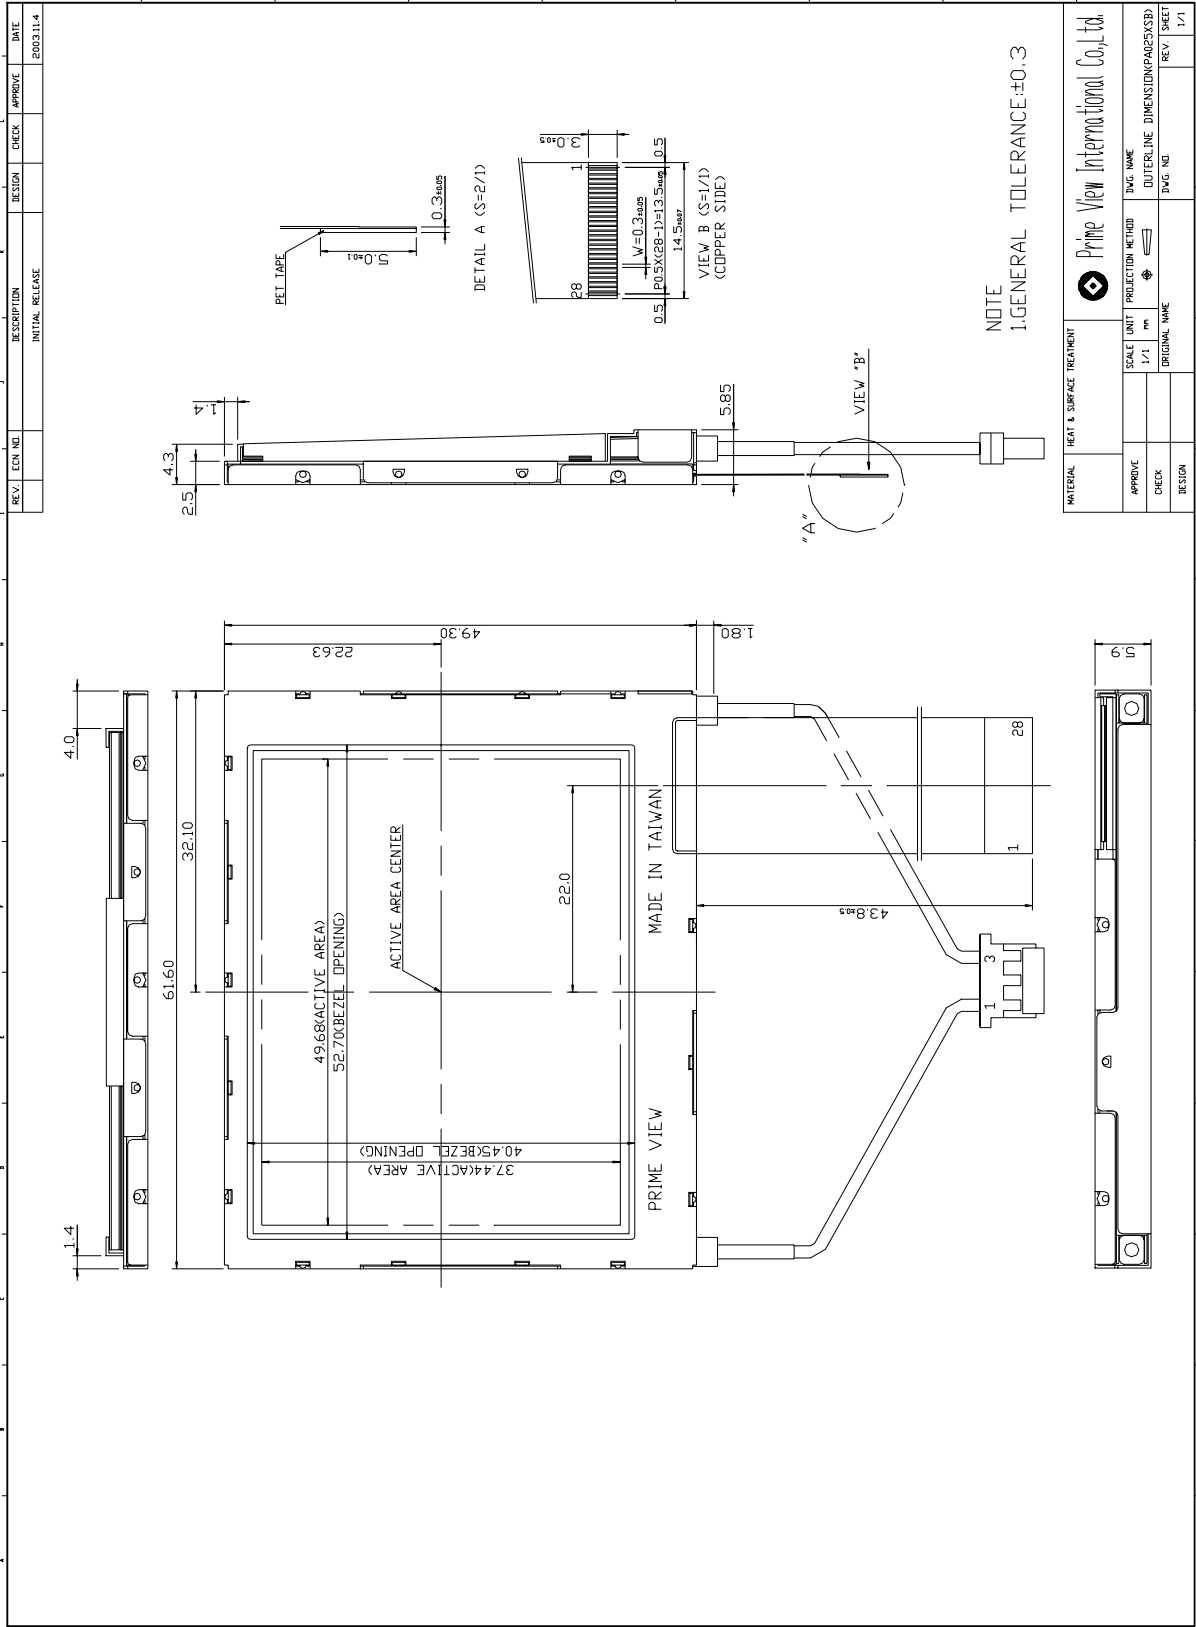 REV. ECN NO. DESCRIPTION DESIGN CHECK APPROVE DATE
INITIAL RELEASE 2003.11.4
4.0
1.4
61.60
32.10
49.30
22.63
1.80
49.68(ACTIVE AREA)
52.70(BEZEL OPENING)
ACTIVE AREA CENTER
40.45(BEZEL OPENING)
37.44(ACTIVE AREA)
22.0
PRIME VIEW
MADE IN TAIWAN
43.8±0.5
1
28
1
3
5.9
2.5
4.3
1.4
5.85
"A"
VIEW "B"
PET TAPE
5.0±0.1
0.3±0.05
DETAIL A (S=2/1)
28
1
3.0±0.5
W=0.3±0.05
0.5
P0.5X(28-1)=13.5±0.05
0.5
14.5±0.07
VIEW B (S=1/1)
(COPPER SIDE)
NOTE
1.GENERAL TOLERANCE:±0.3
MATERIAL
HEAT & SURFACE TREATMENT
Prime View International Co.,Ltd.
APPROVE
CHECK
DESIGN
SCALE
1/1
UNIT
mm
PROJECTION METHOD
DWG. NAME
OUTERLINE DIMENSION(PA025XSB)
ORIGINAL NAME
DWG. NO.
REV.
SHEET
1/1